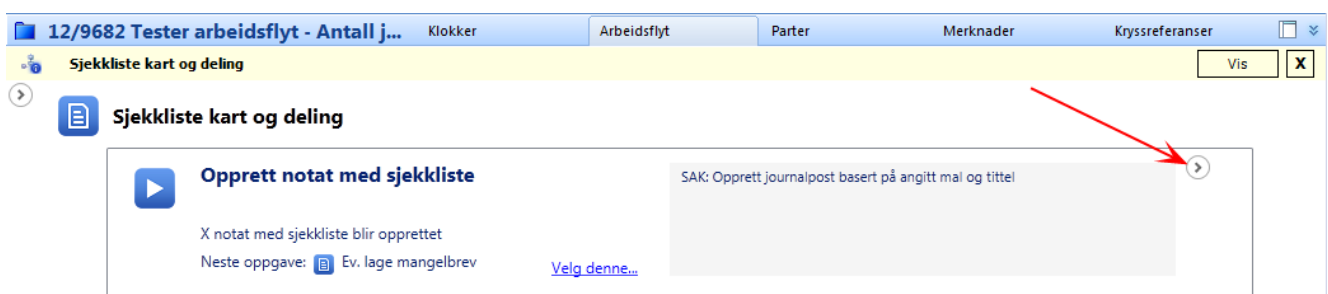 12/9682 Tester arbeidsflyt - Antall j... Klokker Arbeidsflyt Parter Merknader Kryssreferanser
Sjekkliste kart og deling Vis X
Sjekkliste kart og deling
Opprett notat med sjekkliste SAK: Opprett journalpost basert på angitt mal og tittel
X notat med sjekkliste blir opprettet
Neste oppgave: Ev. lage mangelbrev Velg denne...